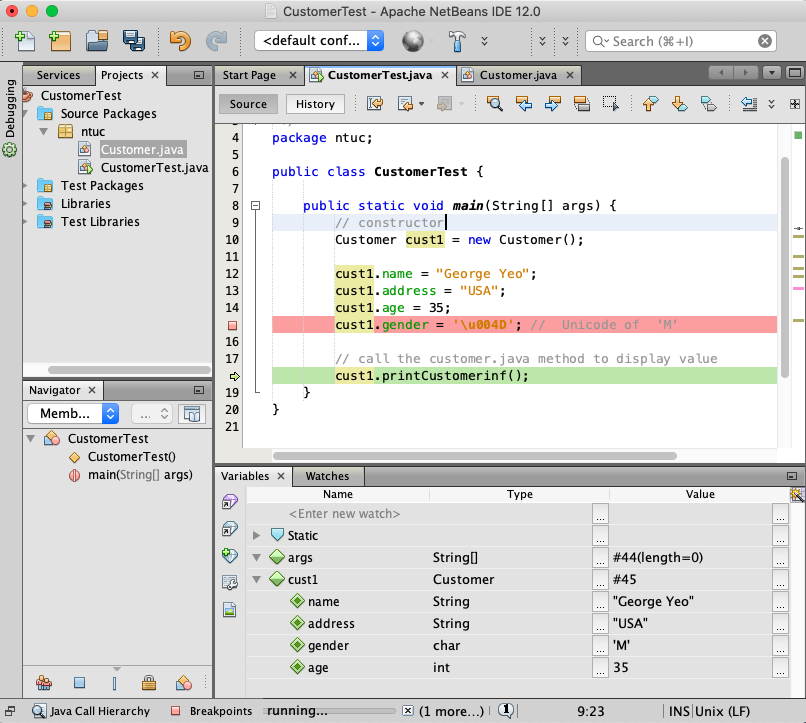 CustomerTest - Apache NetBeans IDE 12.0
<default conf...
Search (⌘+I)
Debugging
Services
Projects ×
CustomerTest
Source Packages
ntuc
Customer.java
CustomerTest.java
Test Packages
Libraries
Test Libraries
Start Page ×
CustomerTest.java ×
Customer.java ×
Source
History
4 package ntuc;
5
6 public class CustomerTest {
7
8 public static void main(String[] args) {
9 // constructor
10 Customer cust1 = new Customer();
11
12 cust1.name = "George Yeo";
13 cust1.address = "USA";
14 cust1.age = 35;
cust1.gender = '\u004D'; // Unicode of 'M'
16
17 // call the customer.java method to display value
cust1.printCustomerinf();
19 }
20 }
21
Navigator ×
Memb...
...
CustomerTest
CustomerTest()
main(String[] args)
Variables ×
Watches
Name Type Value
<Enter new watch> ... ...
Static ... ...
args String[] ... #44(length=0) ...
cust1 Customer ... #45 ...
name String ... "George Yeo" ...
address String ... "USA" ...
gender char ... 'M' ...
age int ... 35 ...
Java Call Hierarchy
Breakpoints
running...
(1 more...)
9:23
INS
Unix (LF)